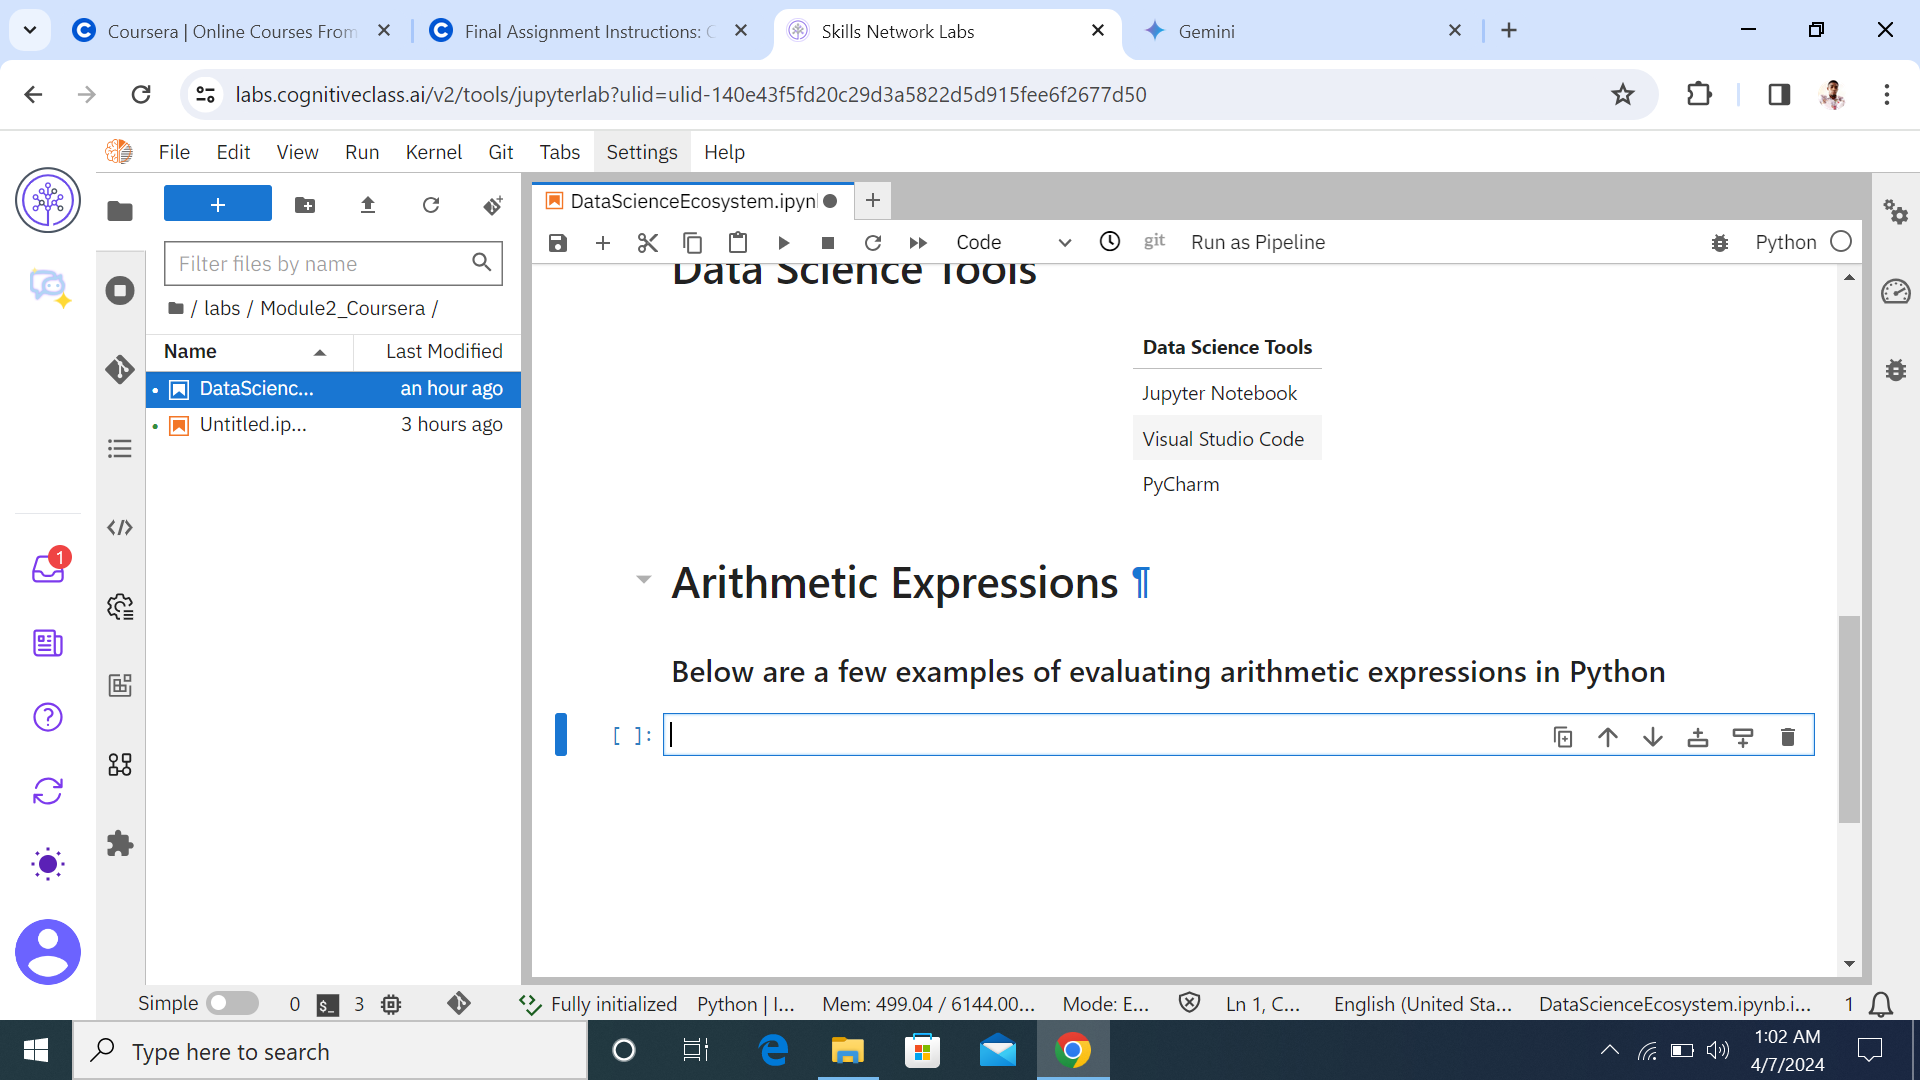 Coursera | Online Courses From
Final Assignment Instructions: C
Skills Network Labs
Gemini
labs.cognitiveclass.ai/v2/tools/jupyterlab?ulid=ulid-140e43f5fd20c29d3a5822d5d915fee6f2677d50
File Edit View Run Kernel Git Tabs Settings Help
DataScienceEcosystem.ipynl
Code
git
Run as Pipeline
Python
Filter files by name
/ labs / Module2_Coursera /
Name Last Modified
DataScienc... an hour ago
Untitled.ip... 3 hours ago
Data Science Tools
Data Science Tools
Jupyter Notebook
Visual Studio Code
PyCharm
Arithmetic Expressions ¶
Below are a few examples of evaluating arithmetic expressions in Python
[ ]:
1
Simple 0 $_ 3 Fully initialized Python | I... Mem: 499.04 / 6144.00... Mode: E... Ln 1, C... English (United Sta... DataScienceEcosystem.ipynb.i... 1
Type here to search
1:02 AM
4/7/2024